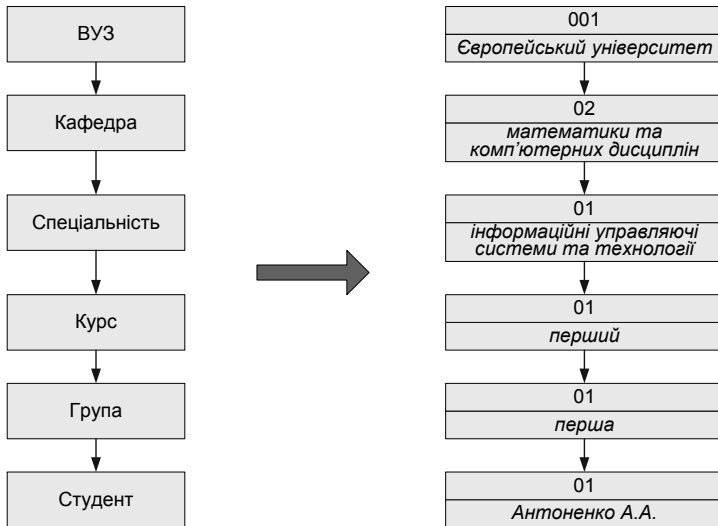 ВУЗ
Кафедра
Спеціальність
Курс
Група
Студент
001
Європейський університет
02
математики та
комп’ютерних дисциплін
01
інформаційні управляючі
системи та технології
01
перший
01
перша
01
Антоненко А.А.